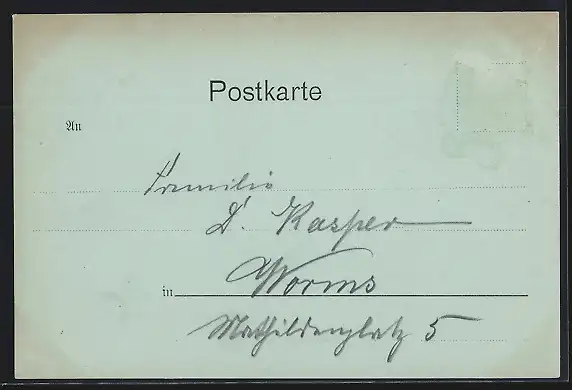 Postkarte
An
Familie
D. Kasper
in Worms
Mathildenplatz 5